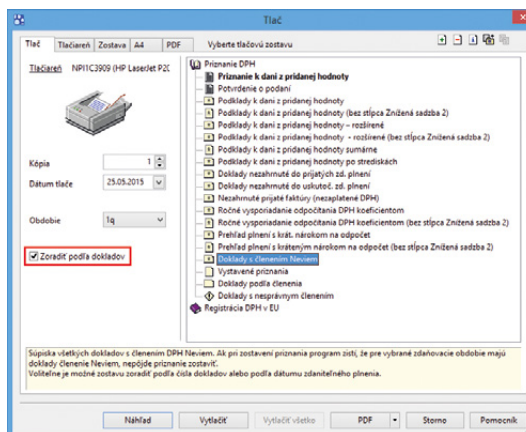 Tlač
Tlač Tlačiareň Zostava A4 PDF Vyberte tlačovú zostavu
Tlačiareň NPI1C3909 (HP LaserJet P2
Kópia 1
Dátum tlače 25.05.2015
Obdobie 1q
Zoradiť podľa dokladov
Priznanie DPH
Priznanie k dani z pridanej hodnoty
Potvrdenie o podaní
Podklady k dani z pridanej hodnoty
Podklady k dani z pridanej hodnoty (bez stĺpca Znížená sadzba 2)
Podklady k dani z pridanej hodnoty – rozšírené
Podklady k dani z pridanej hodnoty - rozšírené (bez stĺpca Znížená sadzba 2)
Podklady k dani z pridanej hodnoty sumárne
Podklady k dani z pridanej hodnoty po strediskách
Doklady nezahrnuté do prijatých zd. plnení
Doklady nezahrnuté do uskutoč. zd. plnení
Nezahrnuté prijaté faktúry (nezaplatené DPH)
Ročné vysporiadanie odpočítania DPH koeficientom
Ročné vysporiadanie odpočítania DPH koeficientom (bez stĺpca Znížená sadzba 2)
Prehľad plnení s krát. nárokom na odpočet
Prehľad plnení s kráteným nárokom na odpočet (bez stĺpca Znížená sadzba 2)
Doklady s členením Neviem
Vystavené priznania
Doklady podľa členenia
Doklady s nesprávnym členením
Registrácia DPH v EU
Súpiska všetkých dokladov s členením DPH Neviem. Ak pri zostavení priznania program zistí, že pre vybrané zdaňovacie obdobie majú
doklady členenie Neviem, nepôjde priznanie zostaviť.
Voliteľne je možné zostavu zoradiť podľa čísla dokladov alebo podľa dátumu zdaniteľného plnenia.
Náhľad Vytlačiť Vytlačiť všetko PDF Storno Pomocník